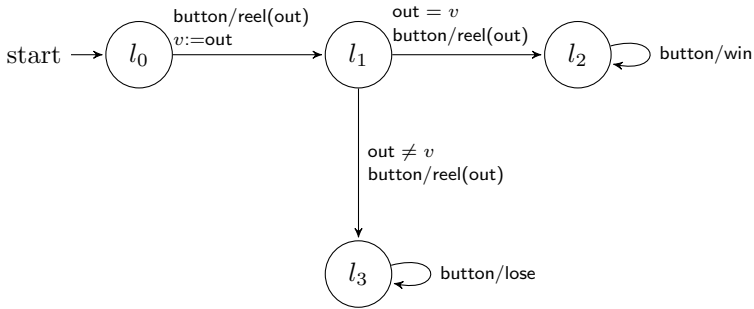 button/reel(out)
v:=out
out = v
button/reel(out)
start
l₀
l₁
l₂
button/win
out ≠ v
button/reel(out)
l₃
button/lose